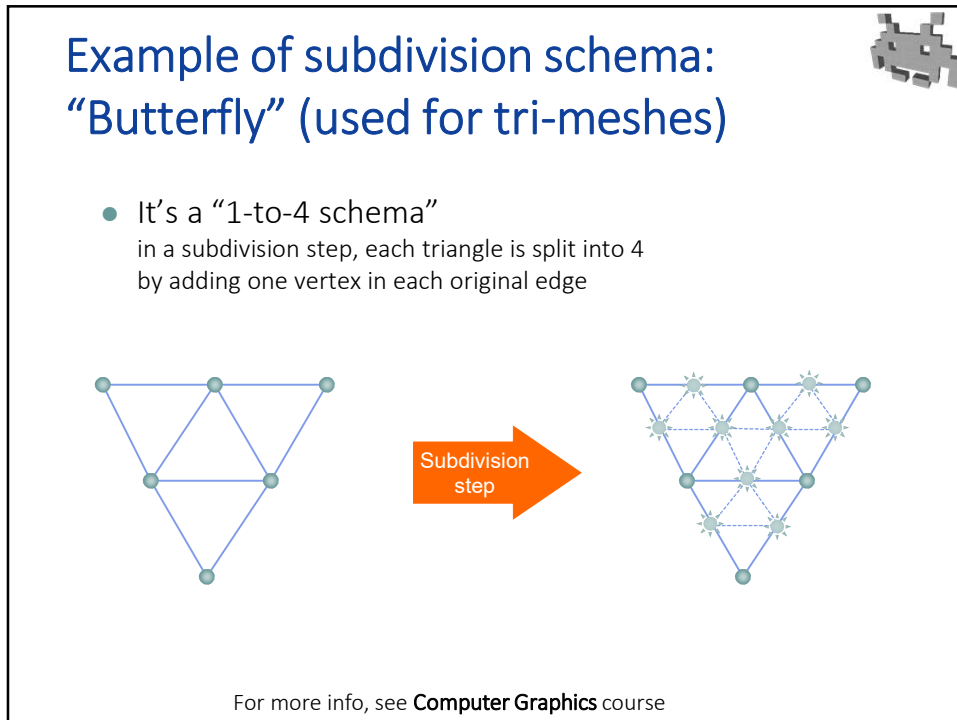 Example of subdivision schema:
“Butterfly” (used for tri-meshes)
● It’s a “1-to-4 schema”
in a subdivision step, each triangle is split into 4
by adding one vertex in each original edge
Subdivision
step
For more info, see Computer Graphics course